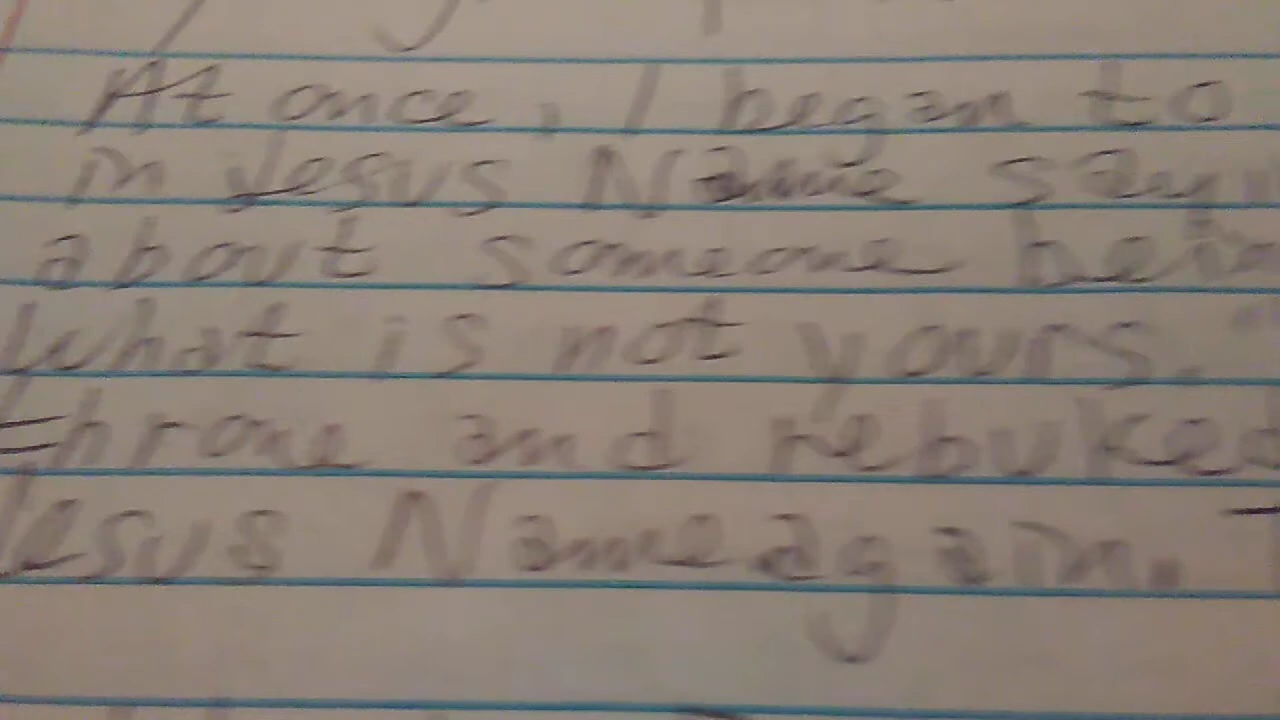 At once, I began to
in Jesus Name
about someone
What is not yours.
throne and rebuked
Jesus Name again.